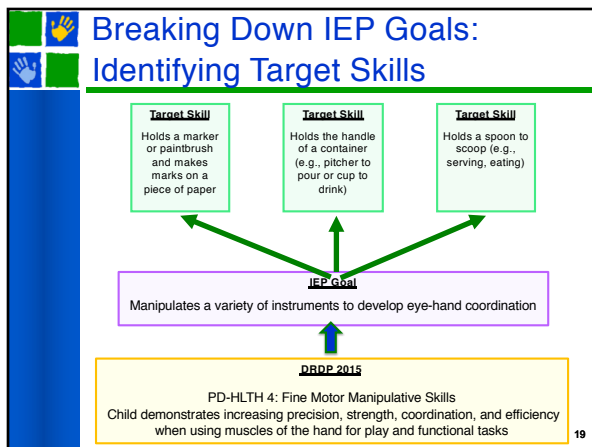 Breaking Down IEP Goals:
Identifying Target Skills
Target Skill
Holds a marker
or paintbrush
and makes
marks on a
piece of paper
Target Skill
Holds the handle
of a container
(e.g., pitcher to
pour or cup to
drink)
Target Skill
Holds a spoon to
scoop (e.g.,
serving, eating)
IEP Goal
Manipulates a variety of instruments to develop eye-hand coordination
DRDP 2015
PD-HLTH 4: Fine Motor Manipulative Skills
Child demonstrates increasing precision, strength, coordination, and efficiency
when using muscles of the hand for play and functional tasks
19